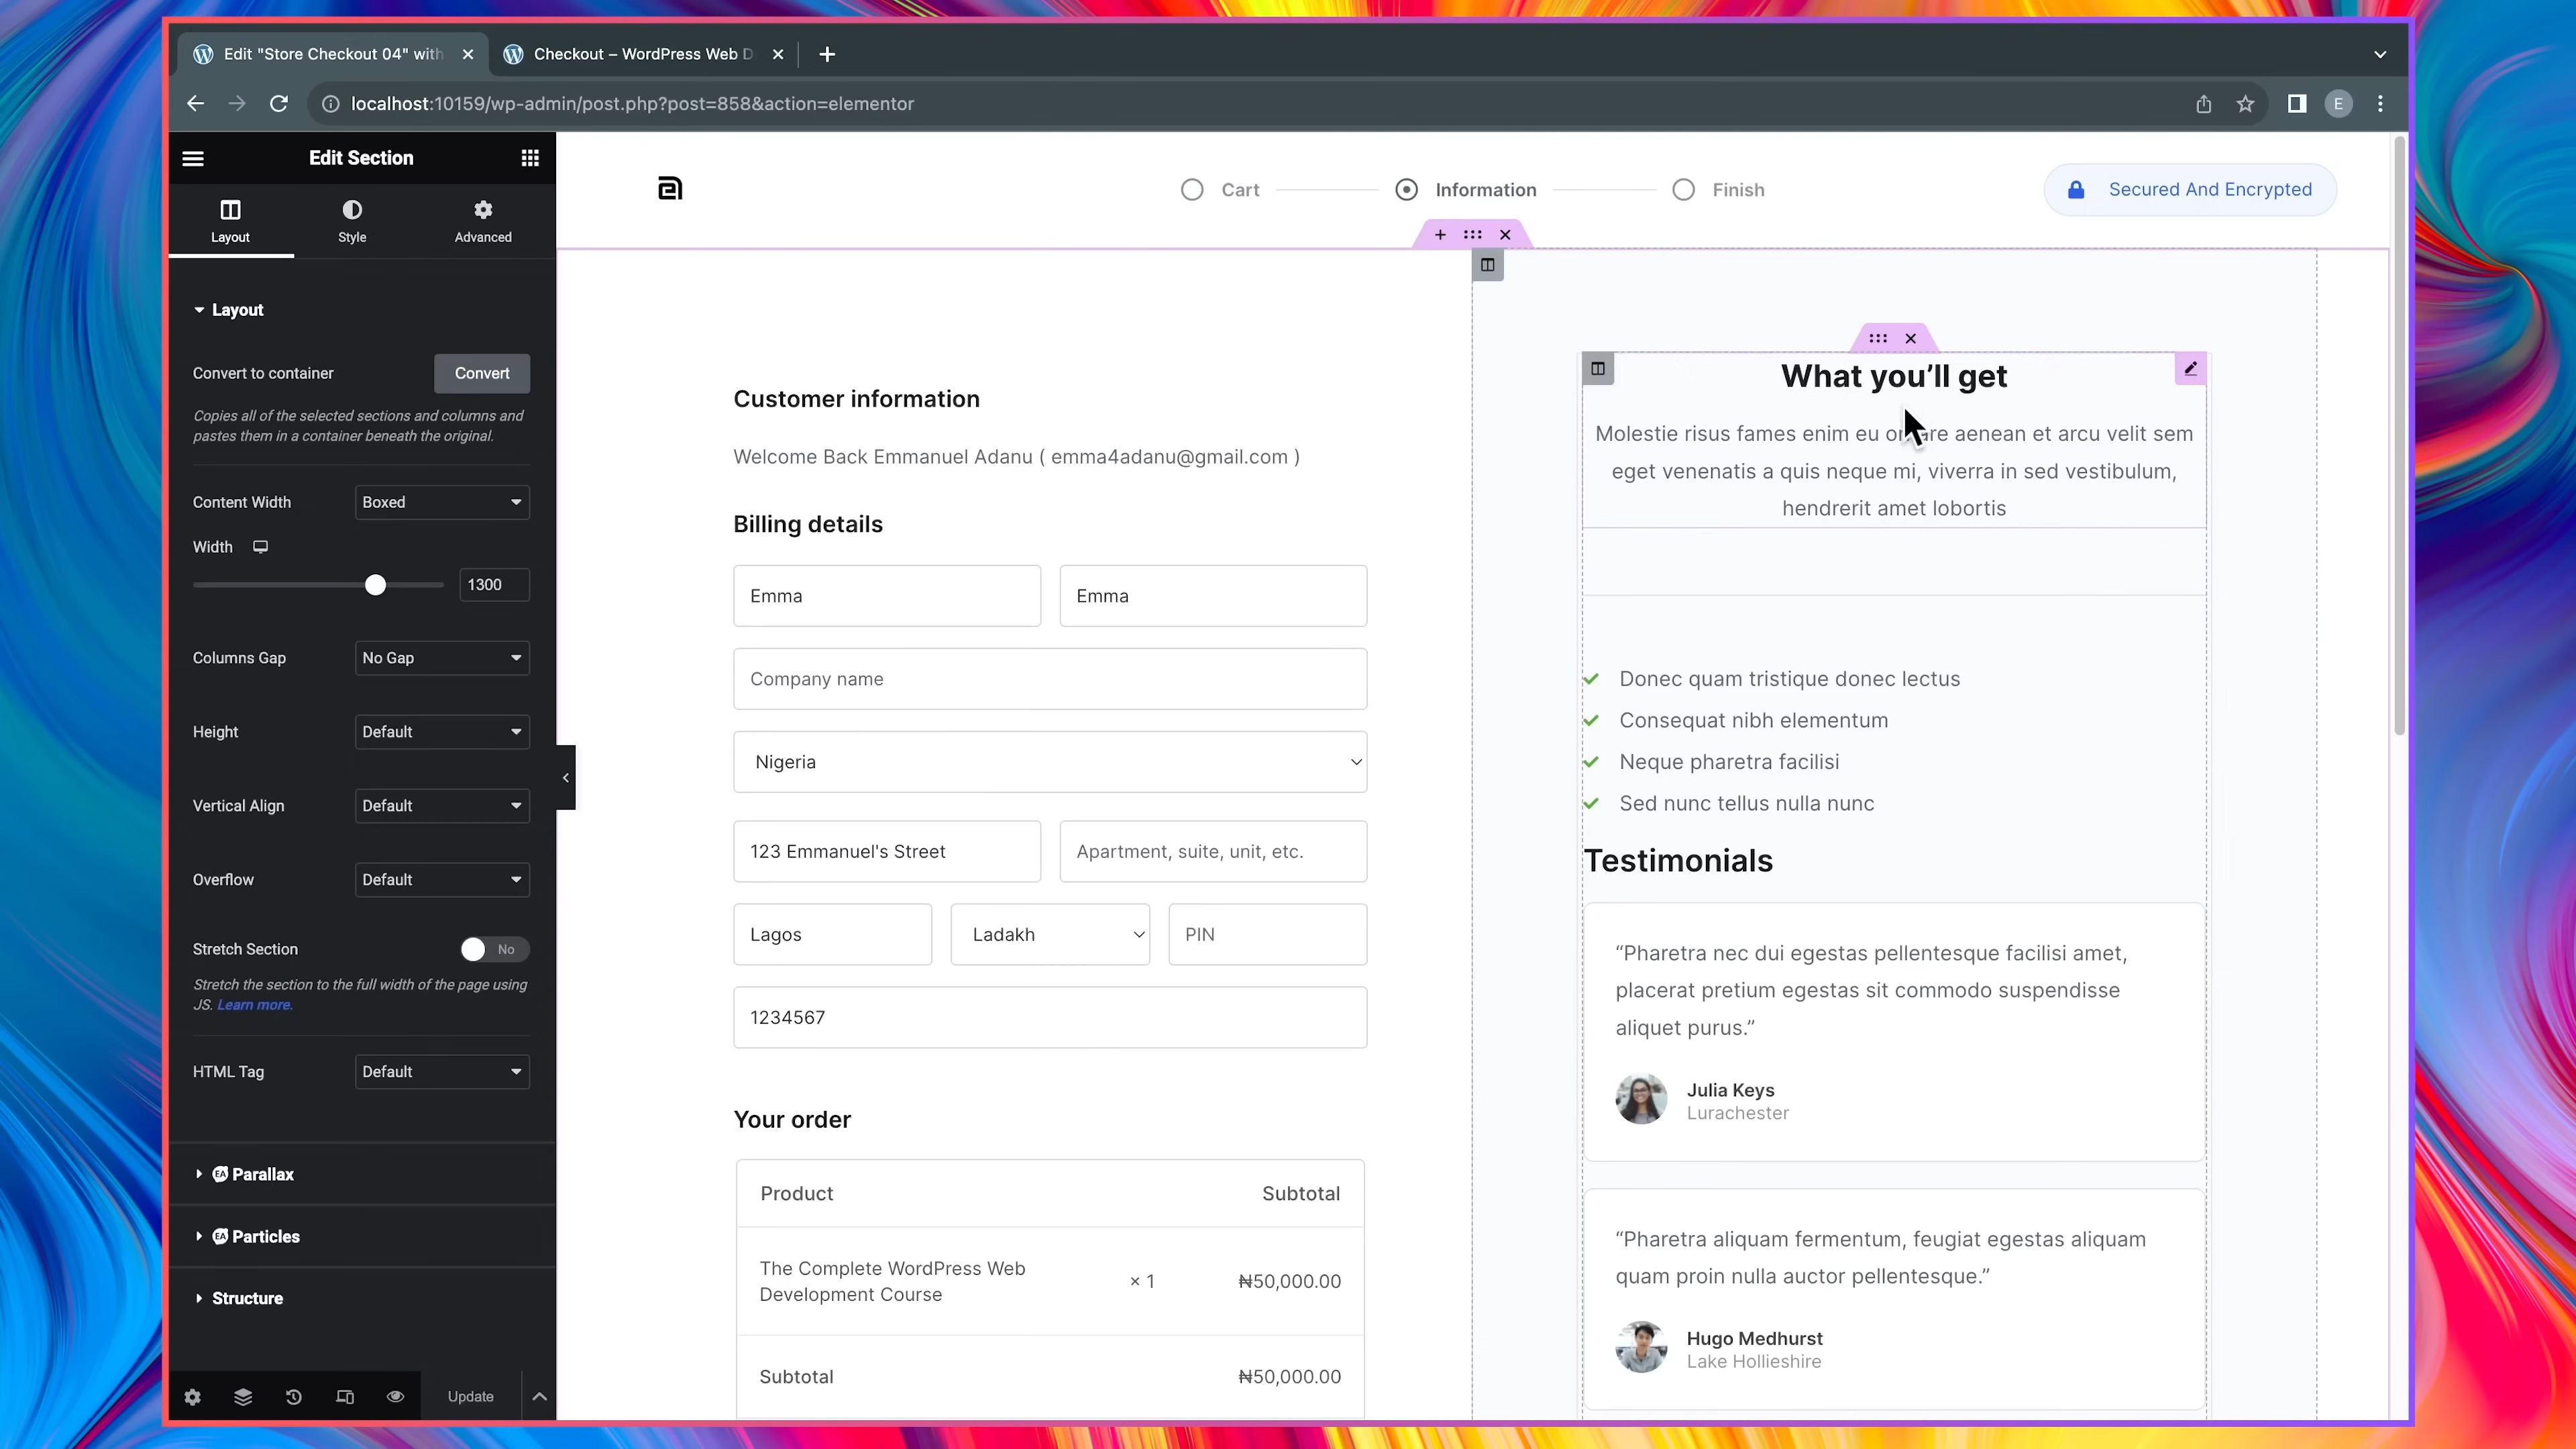 Edit "Store Checkout 04" with
Checkout – WordPress Web D
localhost:10159/wp-admin/post.php?post=858&action=elementor
E
Edit Section
Layout
Style
Advanced
Layout
Convert to container
Convert
Copies all of the selected sections and columns and
pastes them in a container beneath the original.
Content Width
Boxed
Width
1300
Columns Gap
No Gap
Height
Default
Vertical Align
Default
Overflow
Default
Stretch Section
No
Stretch the section to the full width of the page using
JS. Learn more.
HTML Tag
Default
EA Parallax
EA Particles
Structure
Update
Cart
Information
Finish
Secured And Encrypted
Customer information
Welcome Back Emmanuel Adanu ( emma4adanu@gmail.com )
Billing details
Emma
Emma
Company name
Nigeria
123 Emmanuel's Street
Apartment, suite, unit, etc.
Lagos
Ladakh
PIN
1234567
Your order
Product
Subtotal
The Complete WordPress Web
Development Course
× 1
₦50,000.00
Subtotal
₦50,000.00
What you’ll get
Molestie risus fames enim eu ornare aenean et arcu velit sem
eget venenatis a quis neque mi, viverra in sed vestibulum,
hendrerit amet lobortis
Donec quam tristique donec lectus
Consequat nibh elementum
Neque pharetra facilisi
Sed nunc tellus nulla nunc
Testimonials
“Pharetra nec dui egestas pellentesque facilisi amet,
placerat pretium egestas sit commodo suspendisse
aliquet purus.”
Julia Keys
Lurachester
“Pharetra aliquam fermentum, feugiat egestas aliquam
quam proin nulla auctor pellentesque.”
Hugo Medhurst
Lake Hollieshire